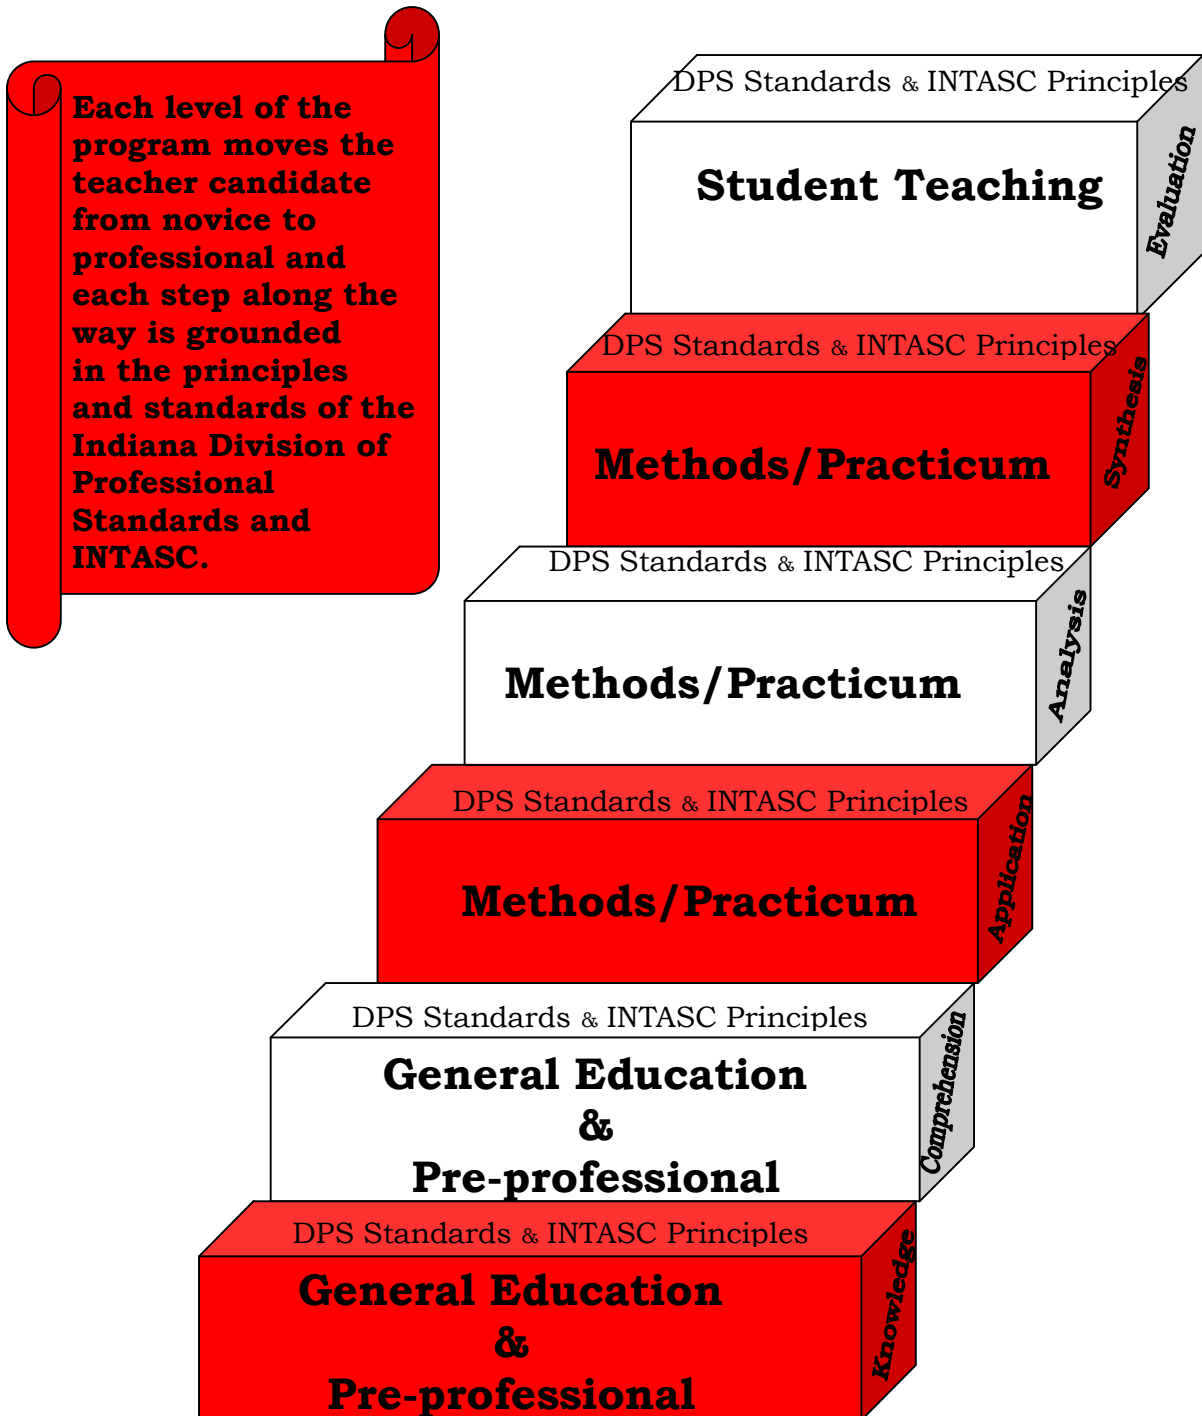 Each level of the
program moves the
teacher candidate
from novice to
professional and
each step along the
way is grounded
in the principles
and standards of the
Indiana Division of
Professional
Standards and
INTASC.
DPS Standards & INTASC Principles
Student Teaching
Evaluation
DPS Standards & INTASC Principles
Methods/Practicum
Synthesis
DPS Standards & INTASC Principles
Methods/Practicum
Analysis
DPS Standards & INTASC Principles
Methods/Practicum
Application
DPS Standards & INTASC Principles
General Education
&
Pre-professional
Comprehension
DPS Standards & INTASC Principles
General Education
&
Pre-professional
Knowledge